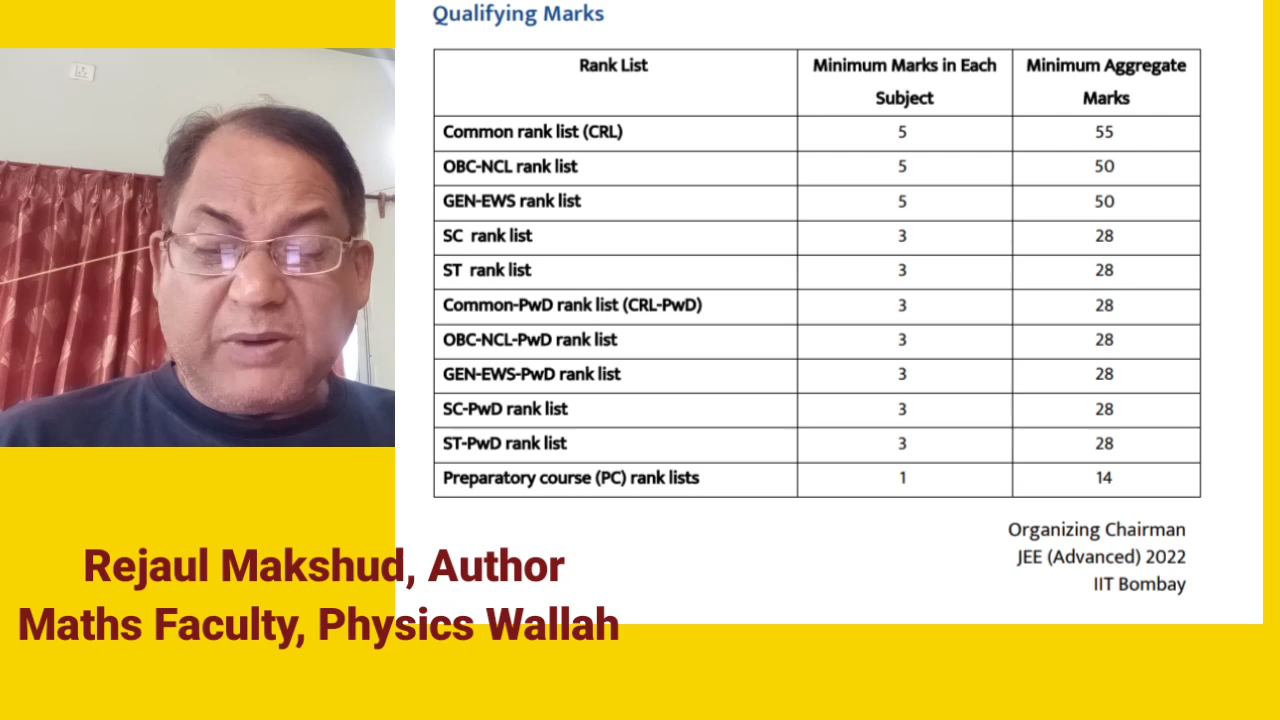 Qualifying Marks
Rank List Minimum Marks in Each Subject Minimum Aggregate Marks
Common rank list (CRL) 5 55
OBC-NCL rank list 5 50
GEN-EWS rank list 5 50
SC rank list 3 28
ST rank list 3 28
Common-PwD rank list (CRL-PwD) 3 28
OBC-NCL-PwD rank list 3 28
GEN-EWS-PwD rank list 3 28
SC-PwD rank list 3 28
ST-PwD rank list 3 28
Preparatory course (PC) rank lists 1 14
Organizing Chairman
JEE (Advanced) 2022
IIT Bombay
Rejaul Makshud, Author
Maths Faculty, Physics Wallah